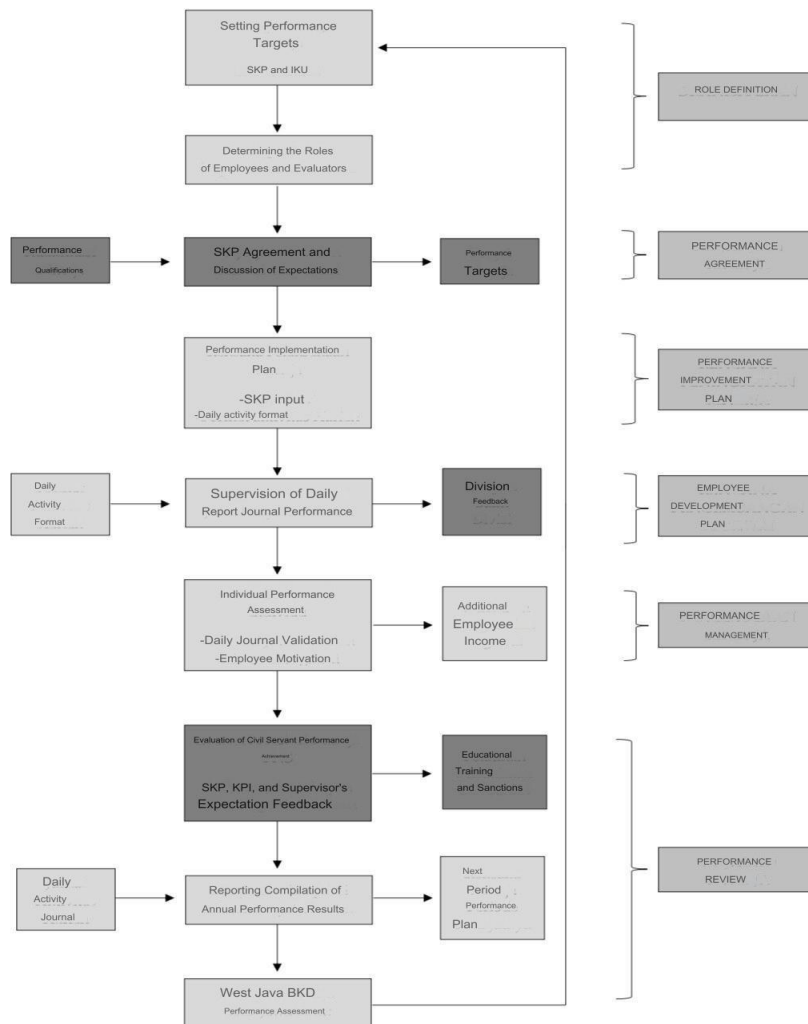 Setting Performance
Targets
SKP and IKU
ROLE DEFINITION
Determining the Roles
of Employees and Evaluators
Performance
Qualifications
SKP Agreement and
Discussion of Expectations
Performance
Targets
PERFORMANCE
AGREEMENT
Performance Implementation
Plan
-SKP input
-Daily activity format
PERFORMANCE
IMPROVEMENT
PLAN
Daily
Activity
Format
Supervision of Daily
Report Journal Performance
Division
Feedback
EMPLOYEE
DEVELOPMENT
PLAN
Individual Performance
Assessment
-Daily Journal Validation
-Employee Motivation
Additional
Employee
Income
PERFORMANCE
MANAGEMENT
Evaluation of Civil Servant Performance
Achievement
SKP, KPI, and Supervisor's
Expectation Feedback
Educational
Training
and Sanctions
Daily
Activity
Journal
Reporting Compilation of
Annual Performance Results
Next
Period
Performance
Plan
PERFORMANCE
REVIEW
West Java BKD
Performance Assessment